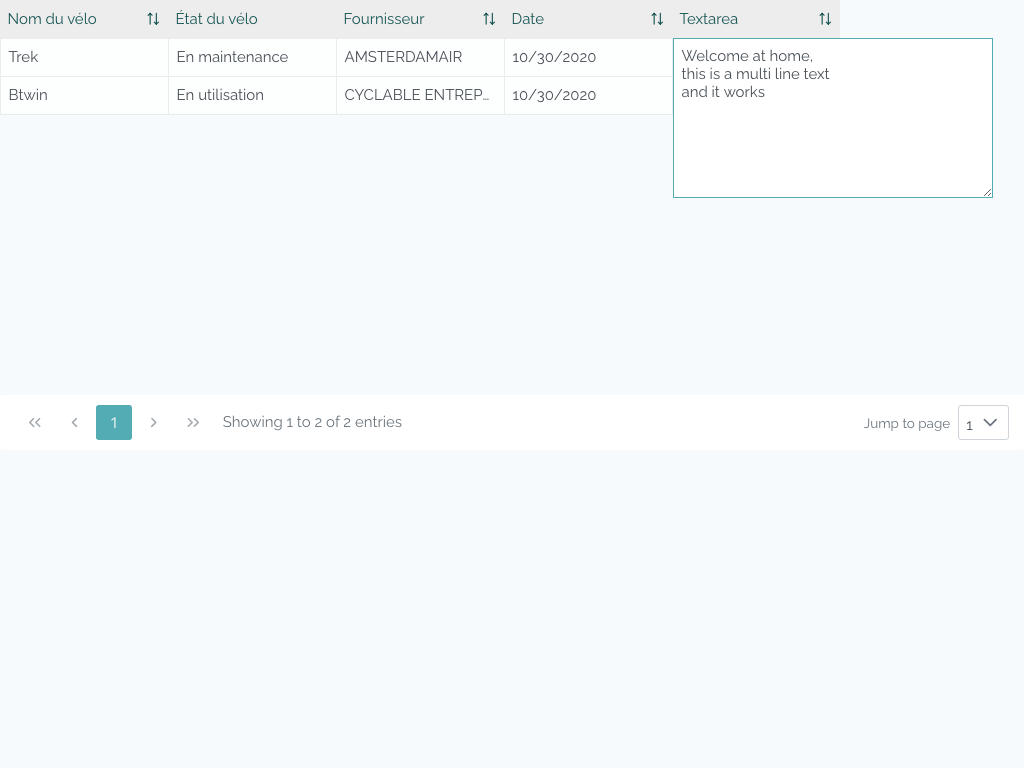 Nom du vélo État du vélo Fournisseur Date Textarea
Trek En maintenance AMSTERDAMAIR 10/30/2020 Welcome at home,
this is a multi line text
and it works
Btwin En utilisation CYCLABLE ENTREP... 10/30/2020
1 Showing 1 to 2 of 2 entries Jump to page 1